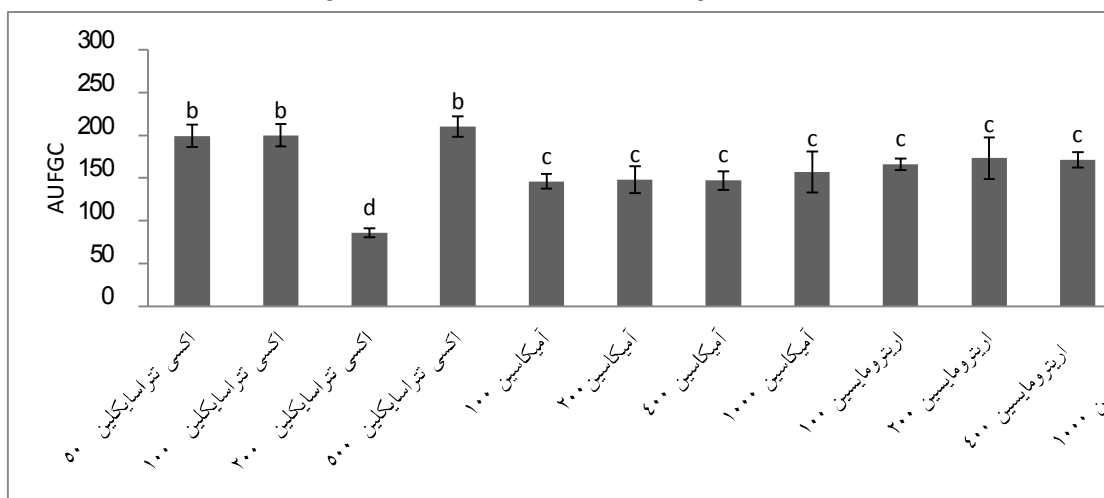 300
250
200
150
100
50
0
AUFGC
b
b
d
b
c
c
c
c
c
c
c
اکسی تتراسایکلین ۵۰
اکسی تتراسایکلین ۱۰۰
اکسی تتراسایکلین ۲۰۰
اکسی تتراسایکلین ۵۰۰
آمیکاسین ۱۰۰
آمیکاسین ۲۰۰
آمیکاسین ۴۰۰
آمیکاسین ۱۰۰۰
اریترومایسین ۱۰۰
اریترومایسین ۲۰۰
اریترومایسین ۴۰۰
۱۰۰۰